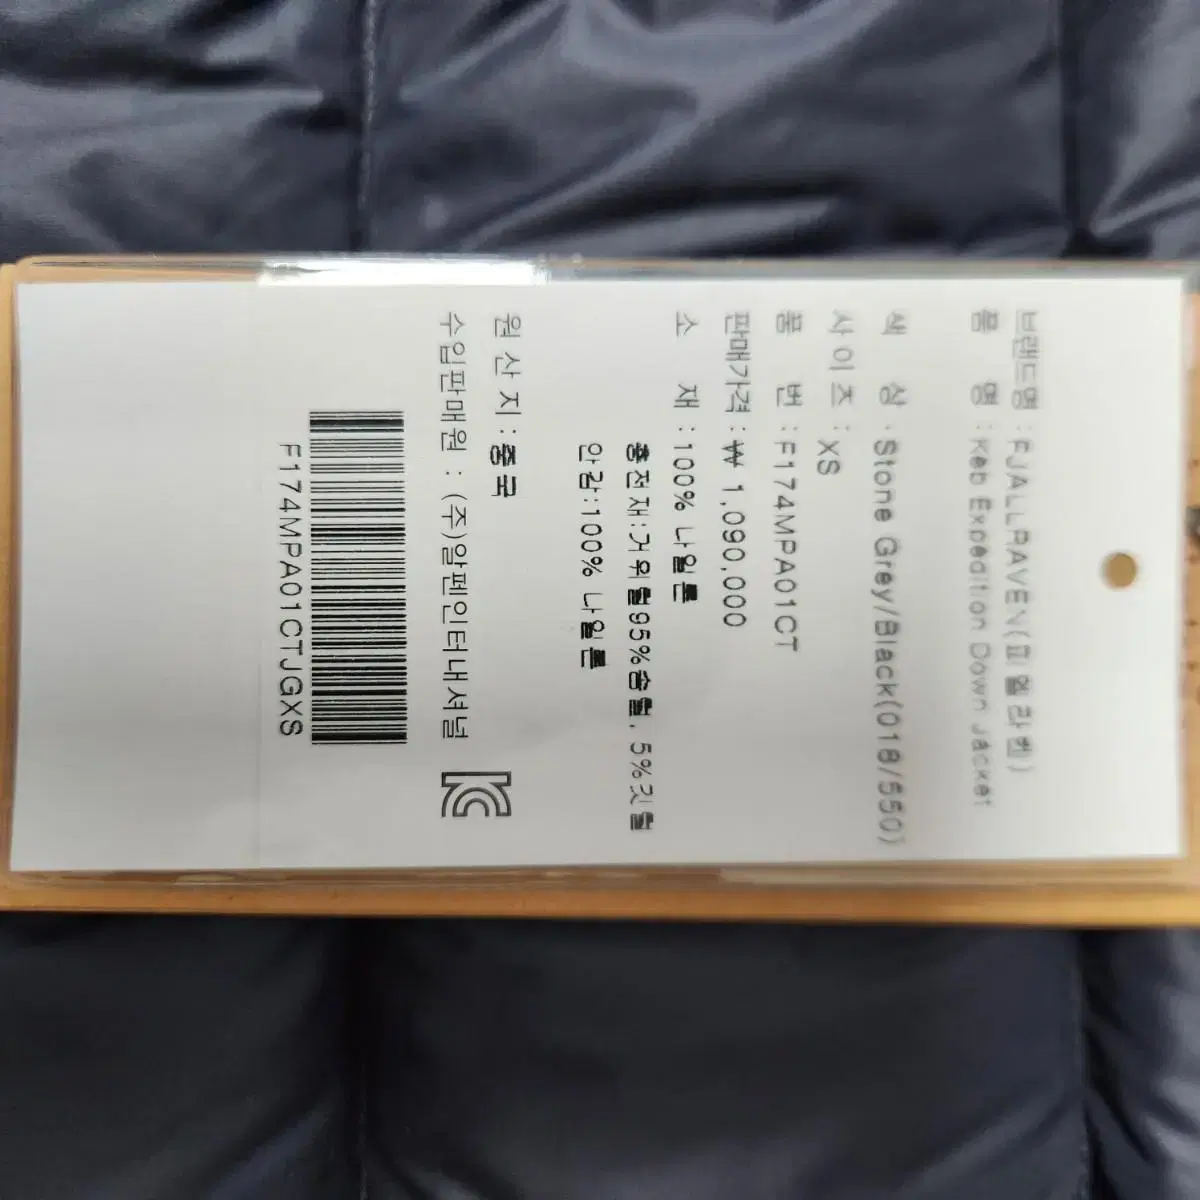 브랜드명 : FJALLRAVEN(피엘라벤)
품 명 : Keb Expedition Down Jacket
색 상 : Stone Grey/Black(018/550)
사이즈 : XS
품 번 : F174MPA01CT
판매가격 : ₩ 1,090,000
소 재 : 100% 나일론
충전재:거위털95%솜털, 5%깃털
안감:100% 나일론
원 산 지 : 중국
수입판매원 : (주)알펜인터내셔널
F174MPA01CTJGXS